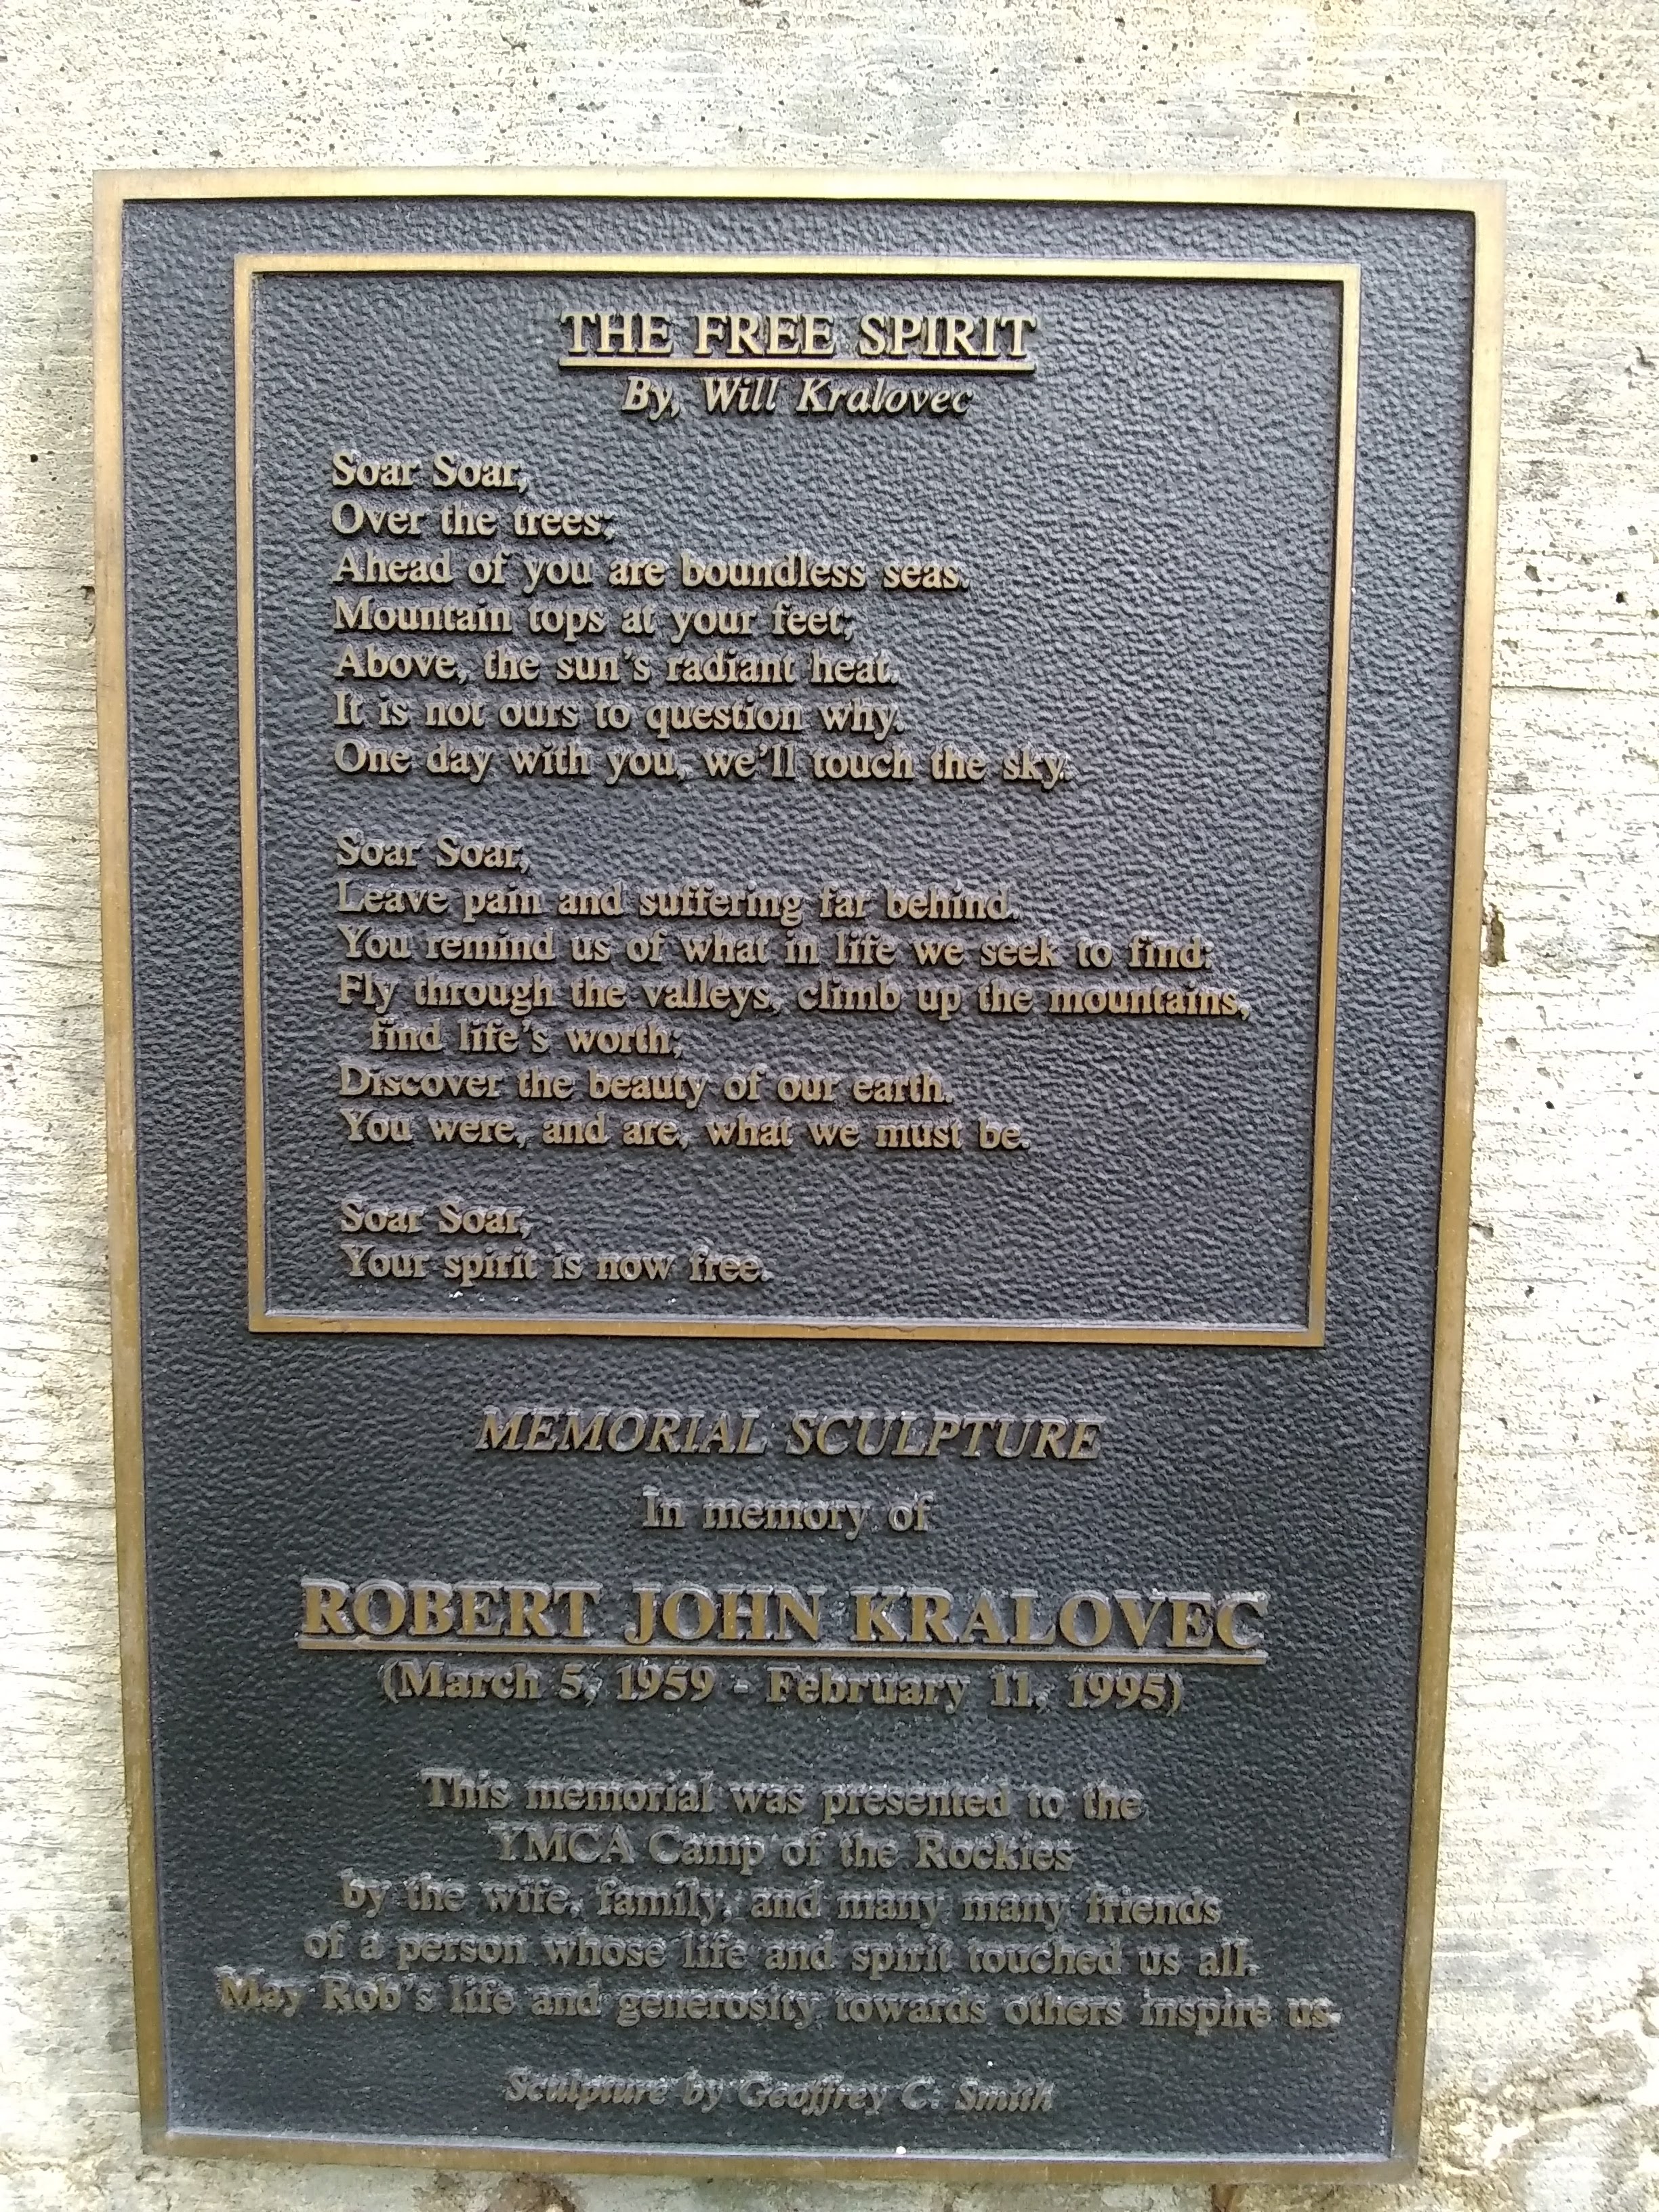 THE FREE SPIRIT
By, Will Kralovec
Soar Soar,
Over the trees;
Ahead of you are boundless seas.
Mountain tops at your feet;
Above, the sun's radiant heat.
It is not ours to question why.
One day with you, we'll touch the sky.
Soar Soar,
Leave pain and suffering far behind.
You remind us of what in life we seek to find:
Fly through the valleys, climb up the mountains,
find life's worth;
Discover the beauty of our earth.
You were, and are, what we must be.
Soar Soar,
Your spirit is now free.
MEMORIAL SCULPTURE
In memory of
ROBERT JOHN KRALOVEC
(March 5, 1959 - February 11, 1995)
This memorial was presented to the
YMCA Camp of the Rockies
by the wife, family, and many many friends
of a person whose life and spirit touched us all.
May Rob's life and generosity towards others inspire us.
Sculpture by Geoffrey C. Smith